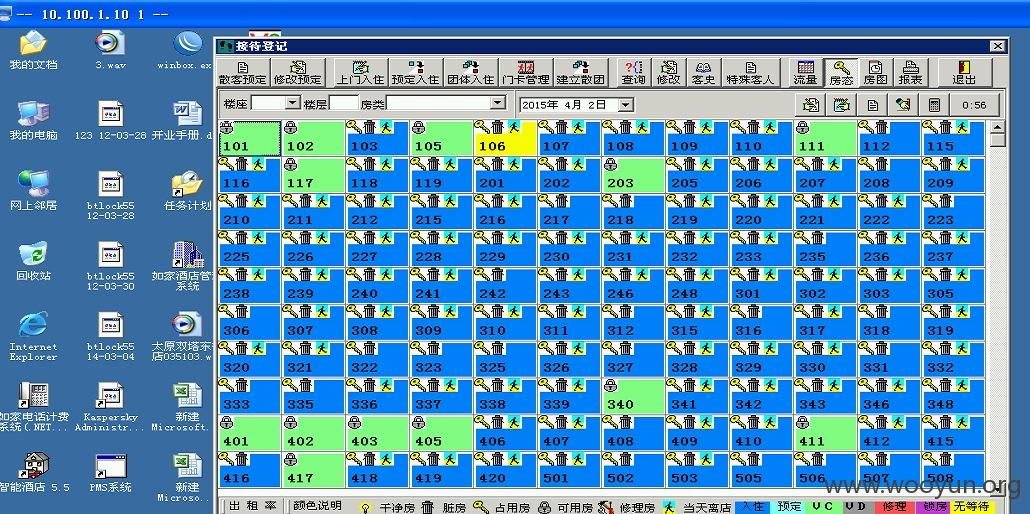 -- 10.100.1.10 1 --
我的文档
3.wav
winbox.ex
我的电脑
123 12-03-28
开业手册.d
网上邻居
btlock55
12-03-28
任务计划
回收站
btlock55
12-03-30
如家酒店管
系统
Internet
Explorer
btlock55
14-03-04
太原双塔东
店035103.w
如家电话计费
系统(.NET...
Kaspersky
Administr...
新建
Microsoft.
智能酒店 5.5
PMS系统
新建
Microso..
接待登记
散客预定 修改预定 上门入住 预定入住 团体入住 门卡管理 建立散团 查询 修改 客史 特殊客人 流量 房态 房图 报表 退出
楼座 楼层 房类 2015年 4月 2日 0:56
101 102 103 105 106 107 108 109 110 111 112 115
116 117 118 119 201 202 203 205 206 207 208 209
210 211 212 215 216 217 218 219 220 221 222 223
225 226 227 228 229 230 231 232 233 235 236 237
238 239 240 241 242 243 246 248 301 302 303 305
306 307 308 309 310 311 312 315 316 317 318 319
320 321 322 323 325 326 327 328 329 330 331 332
333 335 336 337 338 339 340 341 342 343 346 348
401 402 403 405 406 407 408 409 410 411 412 415
416 417 418 419 420 501 502 503 505 506 507 508
出租率 颜色说明 干净房 脏房 占用房 可用房 修理房 当天离店 入住 预定 VC VD 修理 锁房 无等待
www.wooyun.org